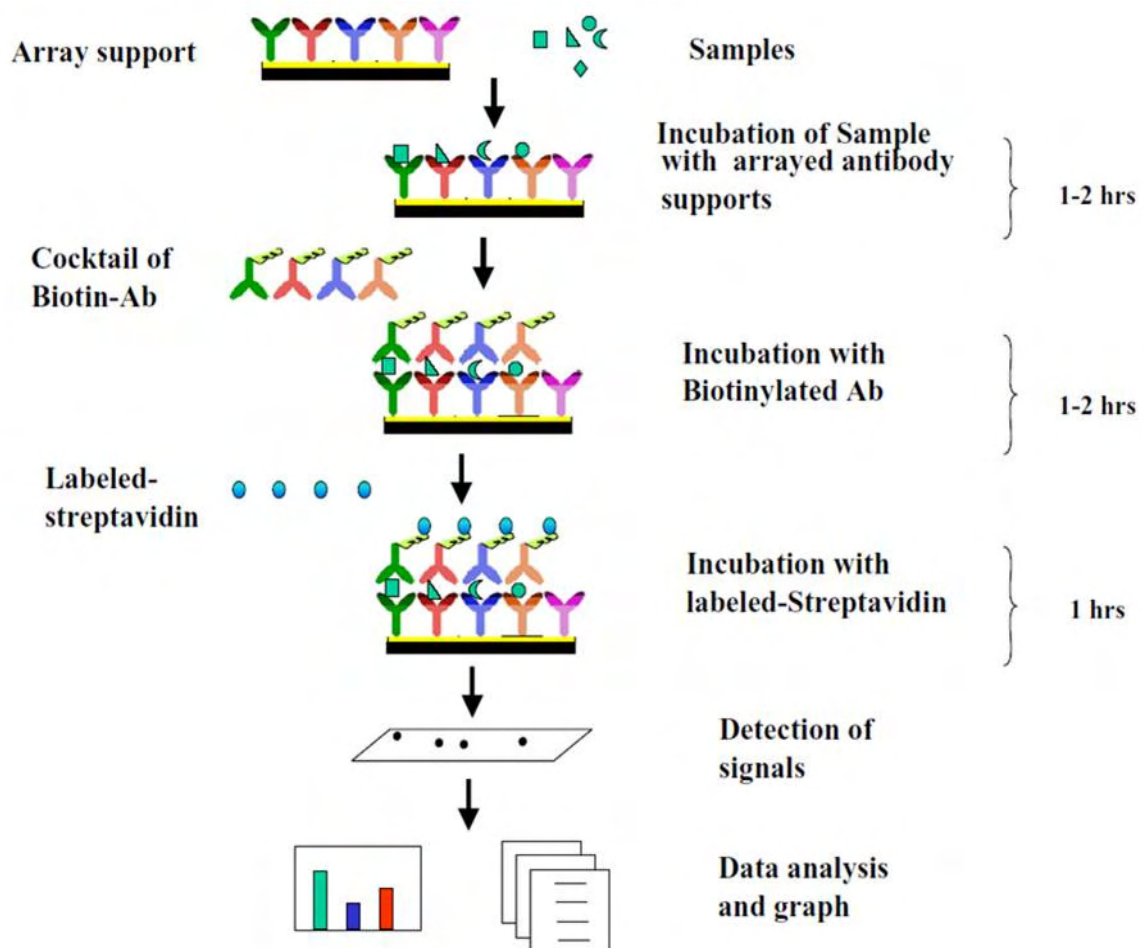 Array support
Samples
Incubation of Sample
with arrayed antibody
supports
1-2 hrs
Cocktail of
Biotin-Ab
Incubation with
Biotinylated Ab
1-2 hrs
Labeled-
streptavidin
Incubation with
labeled-Streptavidin
1 hrs
Detection of
signals
Data analysis
and graph